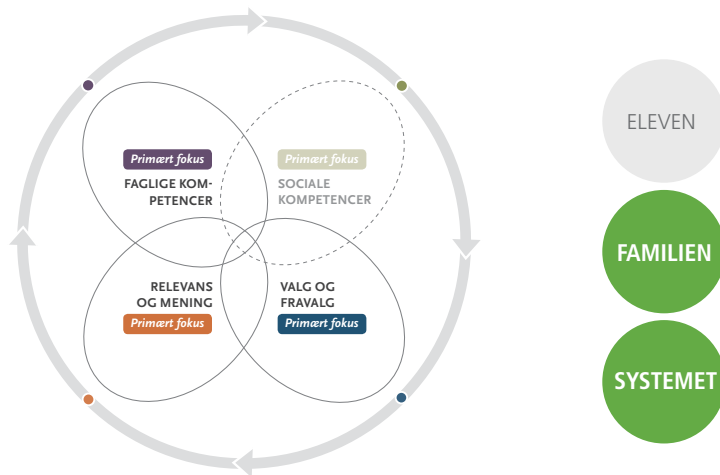 Primært fokus
FAGLIGE KOM-
PETENCER
Primært fokus
SOCIALE
KOMPETENCER
RELEVANS
OG MENING
Primært fokus
VALG OG
FRAVALG
Primært fokus
ELEVEN
FAMILIEN
SYSTEMET